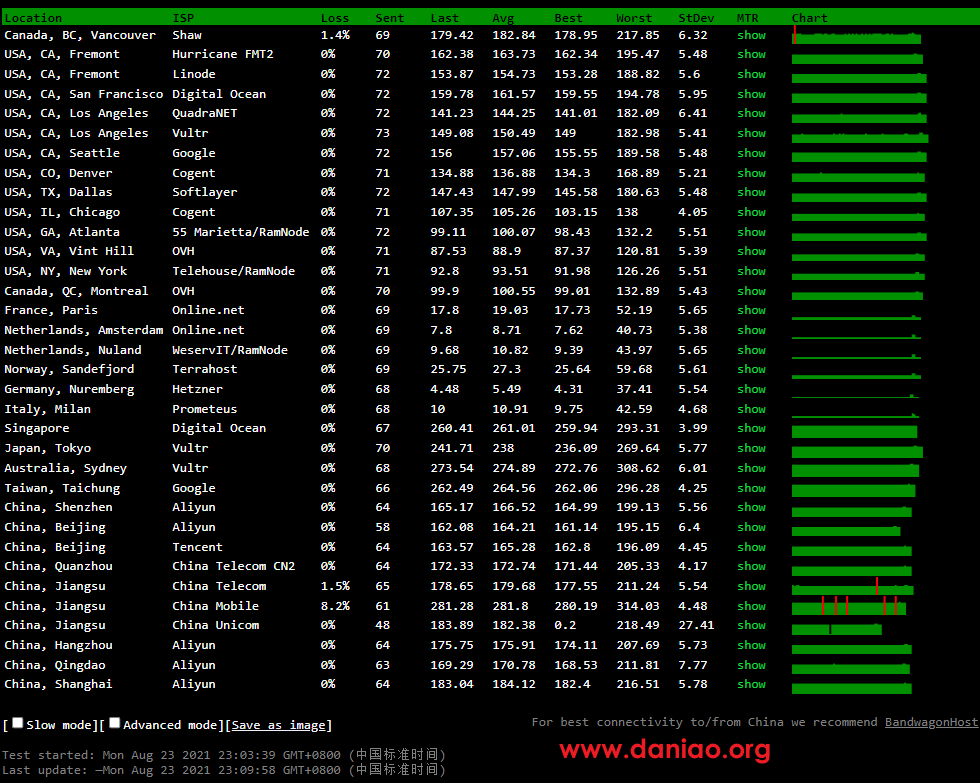 Location ISP Loss Sent Last Avg Best Worst StDev MTR Chart
Canada, BC, Vancouver Shaw 1.4% 69 179.42 182.84 178.95 217.85 6.32 show
USA, CA, Fremont Hurricane FMT2 0% 70 162.38 163.73 162.34 195.47 5.48 show
USA, CA, Fremont Linode 0% 72 153.87 154.73 153.28 188.82 5.6 show
USA, CA, San Francisco Digital Ocean 0% 72 159.78 161.57 159.55 194.78 5.95 show
USA, CA, Los Angeles QuadraNET 0% 72 141.23 144.25 141.01 182.09 6.41 show
USA, CA, Los Angeles Vultr 0% 73 149.08 150.49 149 182.98 5.41 show
USA, CA, Seattle Google 0% 72 156 157.06 155.55 189.58 5.48 show
USA, CO, Denver Cogent 0% 71 134.88 136.88 134.3 168.89 5.21 show
USA, TX, Dallas Softlayer 0% 72 147.43 147.99 145.58 180.63 5.48 show
USA, IL, Chicago Cogent 0% 71 107.35 105.26 103.15 138 4.05 show
USA, GA, Atlanta 55 Marietta/RamNode 0% 72 99.11 100.07 98.43 132.2 5.51 show
USA, VA, Vint Hill OVH 0% 71 87.53 88.9 87.37 120.81 5.39 show
USA, NY, New York Telehouse/RamNode 0% 71 92.8 93.51 91.98 126.26 5.51 show
Canada, QC, Montreal OVH 0% 70 99.9 100.55 99.01 132.89 5.43 show
France, Paris Online.net 0% 69 17.8 19.03 17.73 52.19 5.65 show
Netherlands, Amsterdam Online.net 0% 69 7.8 8.71 7.62 40.73 5.38 show
Netherlands, Nuland WeservIT/RamNode 0% 69 9.68 10.82 9.39 43.97 5.65 show
Norway, Sandefjord Terrahost 0% 69 25.75 27.3 25.64 59.68 5.61 show
Germany, Nuremberg Hetzner 0% 68 4.48 5.49 4.31 37.41 5.54 show
Italy, Milan Prometeus 0% 68 10 10.91 9.75 42.59 4.68 show
Singapore Digital Ocean 0% 67 260.41 261.01 259.94 293.31 3.99 show
Japan, Tokyo Vultr 0% 70 241.71 238 236.09 269.64 5.77 show
Australia, Sydney Vultr 0% 68 273.54 274.89 272.76 308.62 6.01 show
Taiwan, Taichung Google 0% 66 262.49 264.56 262.06 296.28 4.25 show
China, Shenzhen Aliyun 0% 64 165.17 166.52 164.99 199.13 5.56 show
China, Beijing Aliyun 0% 58 162.08 164.21 161.14 195.15 6.4 show
China, Beijing Tencent 0% 64 163.57 165.28 162.8 196.09 4.45 show
China, Quanzhou China Telecom CN2 0% 64 172.33 172.74 171.44 205.33 4.17 show
China, Jiangsu China Telecom 1.5% 65 178.65 179.68 177.55 211.24 5.54 show
China, Jiangsu China Mobile 8.2% 61 281.28 281.8 280.19 314.03 4.48 show
China, Jiangsu China Unicom 0% 48 183.89 182.38 0.2 218.49 27.41 show
China, Hangzhou Aliyun 0% 64 175.75 175.91 174.11 207.69 5.73 show
China, Qingdao Aliyun 0% 63 169.29 170.78 168.53 211.81 7.77 show
China, Shanghai Aliyun 0% 64 183.04 184.12 182.4 216.51 5.78 show
[ Slow mode][ Advanced mode][Save as image]
For best connectivity to/from China we recommend BandwagonHost
www.daniao.org
Test started: Mon Aug 23 2021 23:03:39 GMT+0800 (中国标准时间)
Last update: —Mon Aug 23 2021 23:09:58 GMT+0800 (中国标准时间)